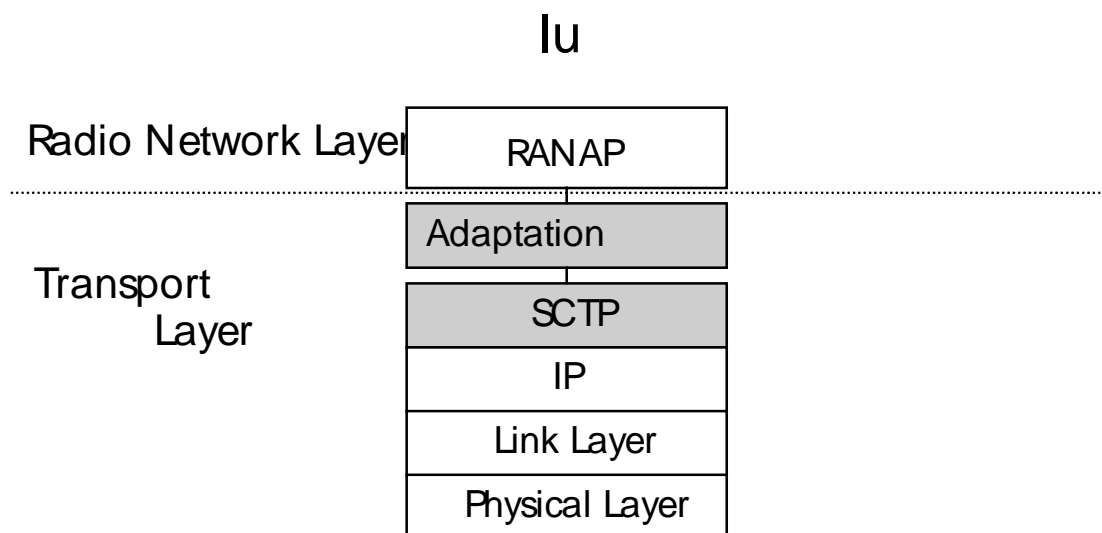 Iu
Radio Network Layer
RANAP
Adaptation
Transport
Layer
SCTP
IP
Link Layer
Physical Layer